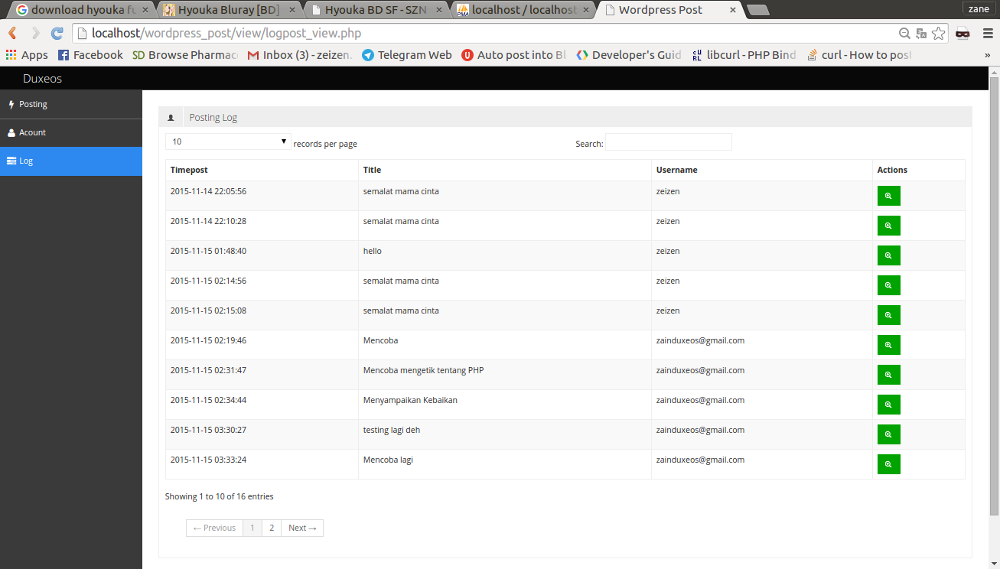 download hyouka fu
Hyouka Bluray [BD]
Hyouka BD SF - SZN
localhost / localhost
Wordpress Post
zane
localhost/wordpress_post/view/logpost_view.php
Apps
Facebook
Browse Pharmac
Inbox (3) - zeizen.
Telegram Web
Auto post into Bl
Developer's Guid
libcurl - PHP Bind
curl - How to post
»
Duxeos
Posting
Acount
Log
Posting Log
10 records per page
Search:
Timepost Title Username Actions
2015-11-14 22:05:56 semalat mama cinta zeizen
2015-11-14 22:10:28 semalat mama cinta zeizen
2015-11-15 01:48:40 hello zeizen
2015-11-15 02:14:56 semalat mama cinta zeizen
2015-11-15 02:15:08 semalat mama cinta zeizen
2015-11-15 02:19:46 Mencoba zainduxeos@gmail.com
2015-11-15 02:31:47 Mencoba mengetik tentang PHP zainduxeos@gmail.com
2015-11-15 02:34:44 Menyampaikan Kebaikan zainduxeos@gmail.com
2015-11-15 03:30:27 testing lagi deh zainduxeos@gmail.com
2015-11-15 03:33:24 Mencoba lagi zainduxeos@gmail.com
Showing 1 to 10 of 16 entries
← Previous 1 2 Next →